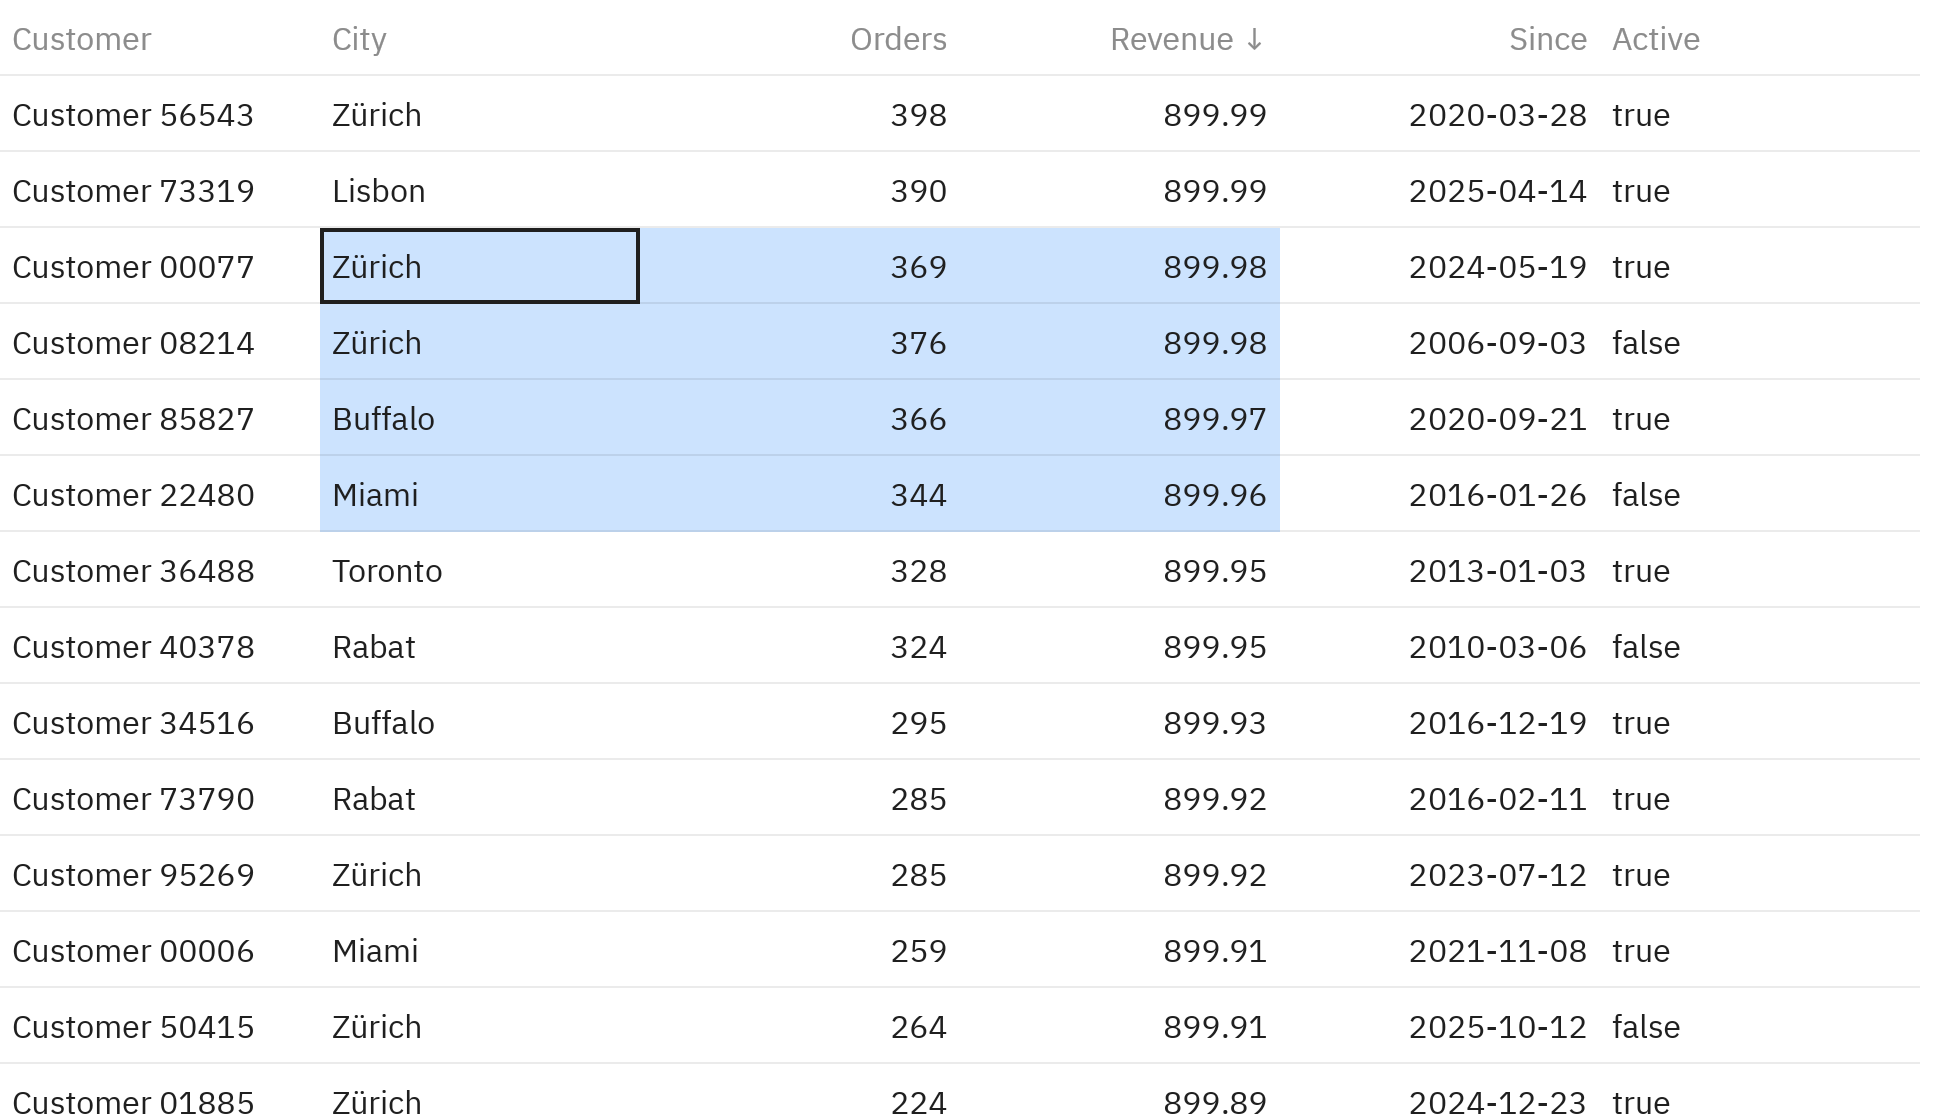 Customer City Orders Revenue ↓ Since Active
Customer 56543 Zürich 398 899.99 2020-03-28 true
Customer 73319 Lisbon 390 899.99 2025-04-14 true
Customer 00077 Zürich 369 899.98 2024-05-19 true
Customer 08214 Zürich 376 899.98 2006-09-03 false
Customer 85827 Buffalo 366 899.97 2020-09-21 true
Customer 22480 Miami 344 899.96 2016-01-26 false
Customer 36488 Toronto 328 899.95 2013-01-03 true
Customer 40378 Rabat 324 899.95 2010-03-06 false
Customer 34516 Buffalo 295 899.93 2016-12-19 true
Customer 73790 Rabat 285 899.92 2016-02-11 true
Customer 95269 Zürich 285 899.92 2023-07-12 true
Customer 00006 Miami 259 899.91 2021-11-08 true
Customer 50415 Zürich 264 899.91 2025-10-12 false
Customer 01885 Zürich 224 899.89 2024-12-23 true